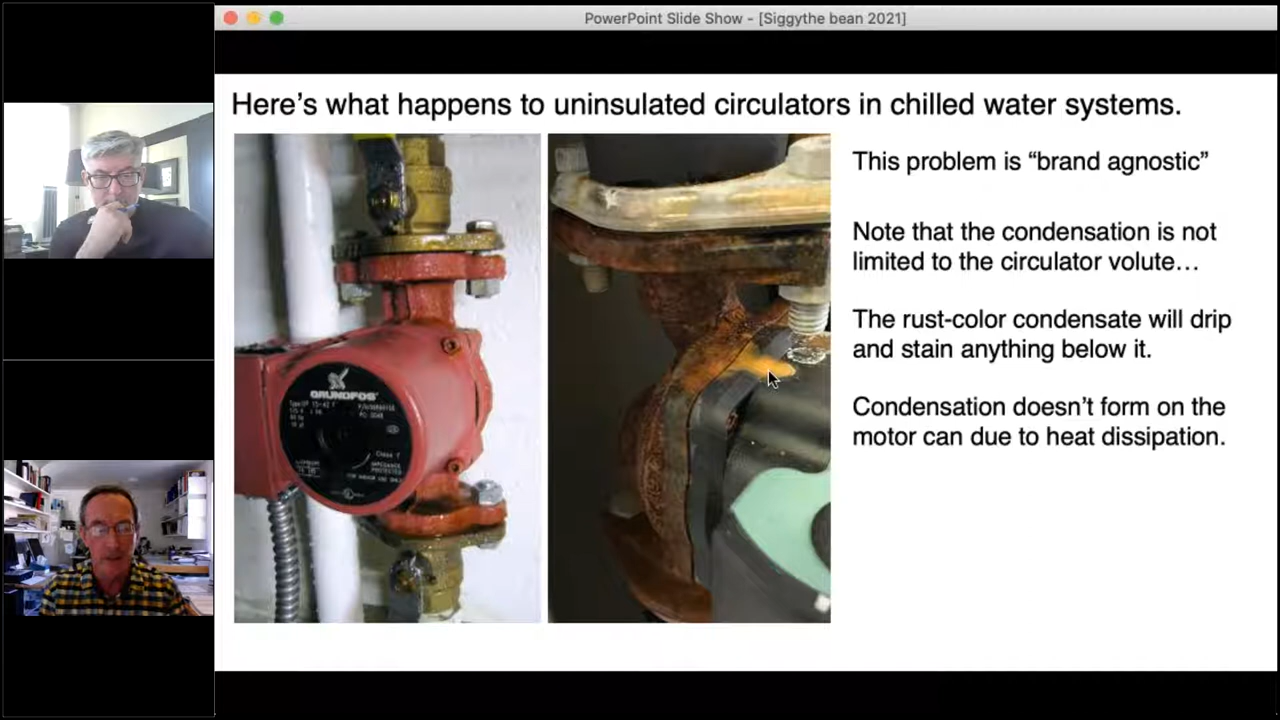 PowerPoint Slide Show - [Siggythe bean 2021]
Here's what happens to uninsulated circulators in chilled water systems.
This problem is “brand agnostic”
Note that the condensation is not
limited to the circulator volute…
The rust-color condensate will drip
and stain anything below it.
Condensation doesn't form on the
motor can due to heat dissipation.
GRUNDFOS